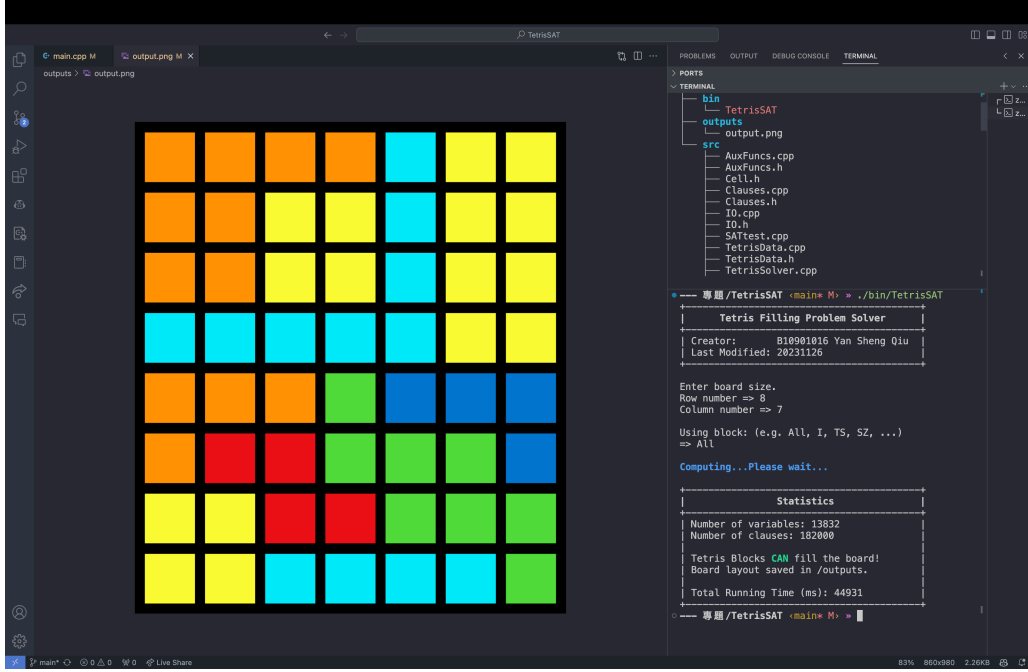 TetrisSAT
main.cpp M
output.png M
outputs > output.png
PROBLEMS OUTPUT DEBUG CONSOLE TERMINAL
PORTS
TERMINAL
bin
TetrisSAT
outputs
output.png
src
AuxFuncs.cpp
AuxFuncs.h
Cell.h
Clauses.cpp
Clauses.h
IO.cpp
IO.h
SATtest.cpp
TetrisData.cpp
TetrisData.h
TetrisSolver.cpp
z...
z...
--- 專題/TetrisSAT <main* M> » ./bin/TetrisSAT
Tetris Filling Problem Solver
Creator: B10901016 Yan Sheng Qiu
Last Modified: 20231126
Enter board size.
Row number => 8
Column number => 7
Using block: (e.g. All, I, TS, SZ, ...)
=> All
Computing...Please wait...
Statistics
Number of variables: 13832
Number of clauses: 182000
Tetris Blocks CAN fill the board!
Board layout saved in /outputs.
Total Running Time (ms): 44931
--- 專題/TetrisSAT <main* M> »
2
main* 0 0 0 Live Share
83% 860x980 2.26KB